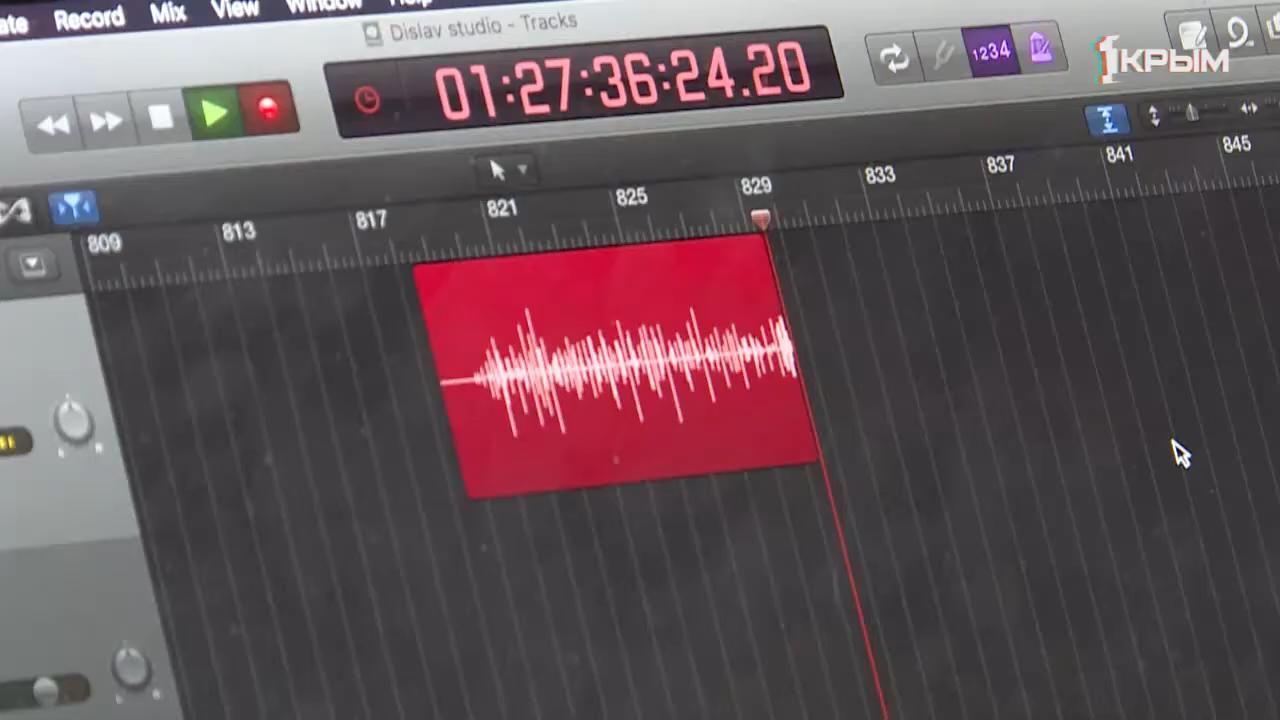 Record Mix View Window
Dislav studio - Tracks
01:27:36:24.20
1234
1КРЫМ
809 813 817 821 825 829 833 837 841 845